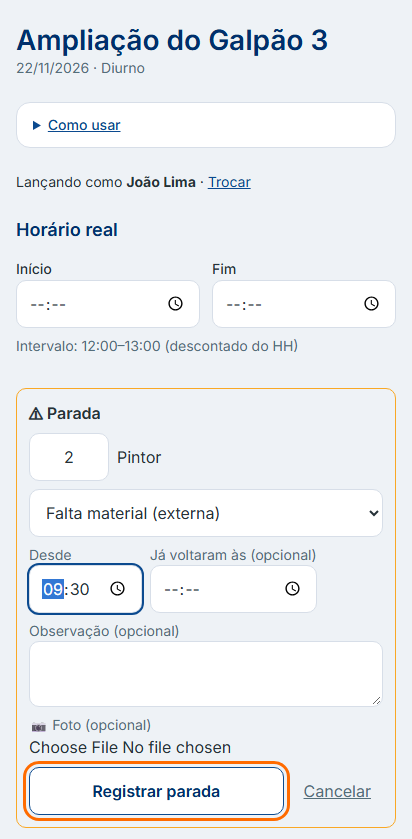 Ampliação do Galpão 3
22/11/2026 · Diurno
▶ Como usar
Lançando como João Lima · Trocar
Horário real
Início Fim
--:-- --:--
Intervalo: 12:00–13:00 (descontado do HH)
⚠ Parada
2 Pintor
Falta material (externa)
Desde Já voltaram às (opcional)
09:30 --:--
Observação (opcional)
📷 Foto (opcional)
Choose File No file chosen
Registrar parada Cancelar